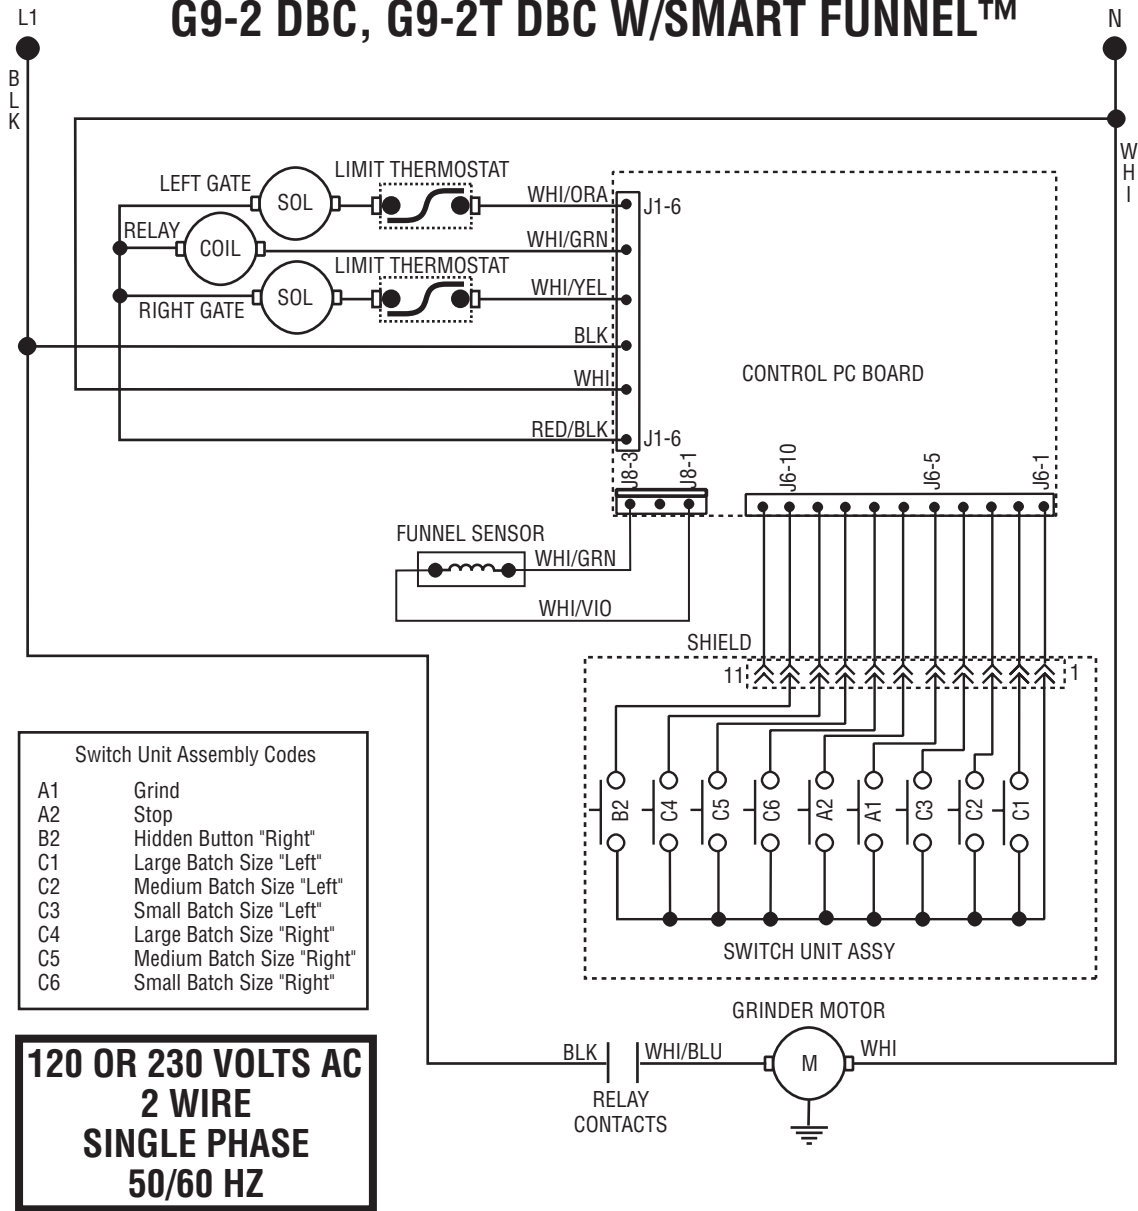 G9-2 DBC, G9-2T DBC W/SMART FUNNEL™
L1
N
BLK
WHI
LEFT GATE
SOL
LIMIT THERMOSTAT
WHI/ORA
J1-6
RELAY
COIL
WHI/GRN
LIMIT THERMOSTAT
SOL
WHI/YEL
RIGHT GATE
BLK
WHI
CONTROL PC BOARD
RED/BLK
J1-6
J8-3
J8-1
J6-10
J6-5
J6-1
FUNNEL SENSOR
WHI/GRN
WHI/VIO
SHIELD
11
1
B2
C4
C5
C6
A2
A1
C3
C2
C1
SWITCH UNIT ASSY
Switch Unit Assembly Codes
A1 Grind
A2 Stop
B2 Hidden Button "Right"
C1 Large Batch Size "Left"
C2 Medium Batch Size "Left"
C3 Small Batch Size "Left"
C4 Large Batch Size "Right"
C5 Medium Batch Size "Right"
C6 Small Batch Size "Right"
GRINDER MOTOR
BLK
WHI/BLU
M
WHI
RELAY
CONTACTS
120 OR 230 VOLTS AC
2 WIRE
SINGLE PHASE
50/60 HZ